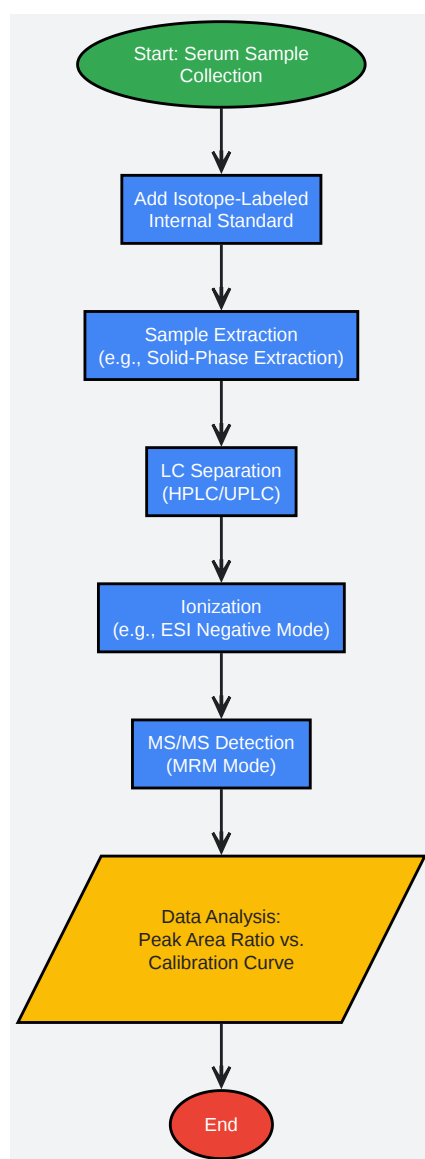 Start: Serum Sample
Collection
Add Isotope-Labeled
Internal Standard
Sample Extraction
(e.g., Solid-Phase Extraction)
LC Separation
(HPLC/UPLC)
Ionization
(e.g., ESI Negative Mode)
MS/MS Detection
(MRM Mode)
Data Analysis:
Peak Area Ratio vs.
Calibration Curve
End